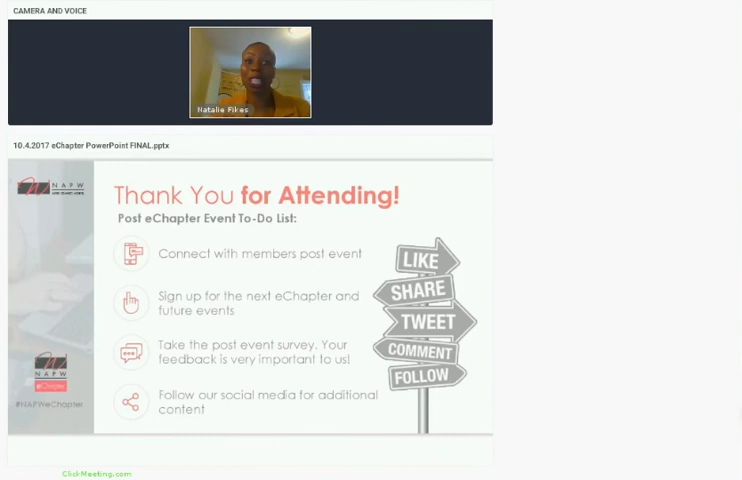 CAMERA AND VOICE
Natalie Fikes
10.4.2017 eChapter PowerPoint FINAL.pptx
NAPW
Thank You for Attending!
Post eChapter Event To-Do List:
Connect with members post event
Sign up for the next eChapter and
future events
Take the post event survey. Your
feedback is very important to us!
Follow our social media for additional
content
LIKE
SHARE
TWEET
COMMENT
FOLLOW
NAPW
eChapter
#NAPWeChapter
ClickMeeting.com